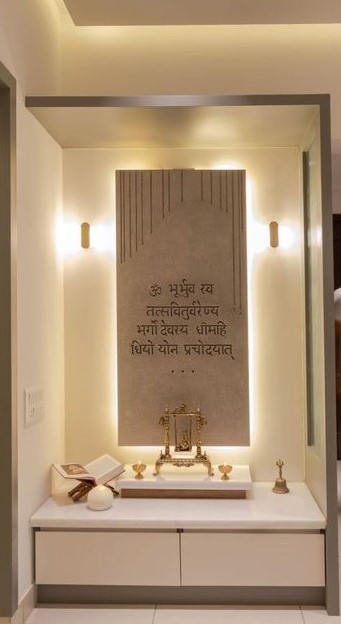 ॐ भूर्भुव स्व
तत्सवितुर्वरेण्य
भर्गो देवस्य धीमहि
धियो योन प्रचोदयात्
...